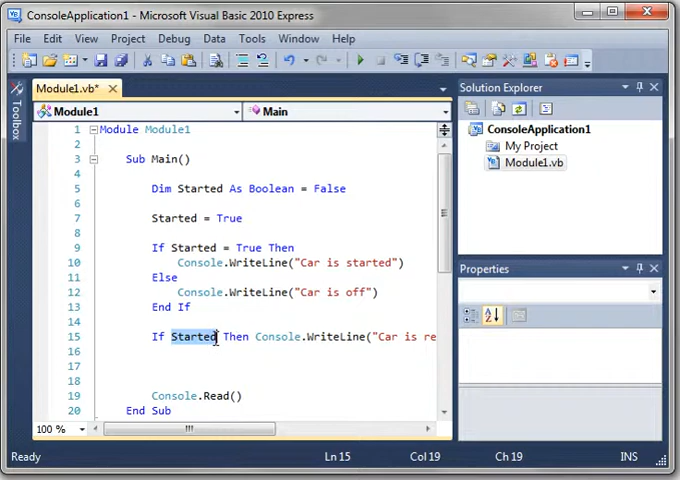 ConsoleApplication1 - Microsoft Visual Basic 2010 Express
File Edit View Project Debug Data Tools Window Help
Module1.vb*
Module1 Main
Toolbox
1 Module Module1
2
3 Sub Main()
4
5 Dim Started As Boolean = False
6
7 Started = True
8
9 If Started = True Then
10 Console.WriteLine("Car is started")
11 Else
12 Console.WriteLine("Car is off")
13 End If
14
15 If Started Then Console.WriteLine("Car is re
16
17
18
19 Console.Read()
20 End Sub
100 %
Solution Explorer
ConsoleApplication1
My Project
Module1.vb
Properties
Ready Ln 15 Col 19 Ch 19 INS